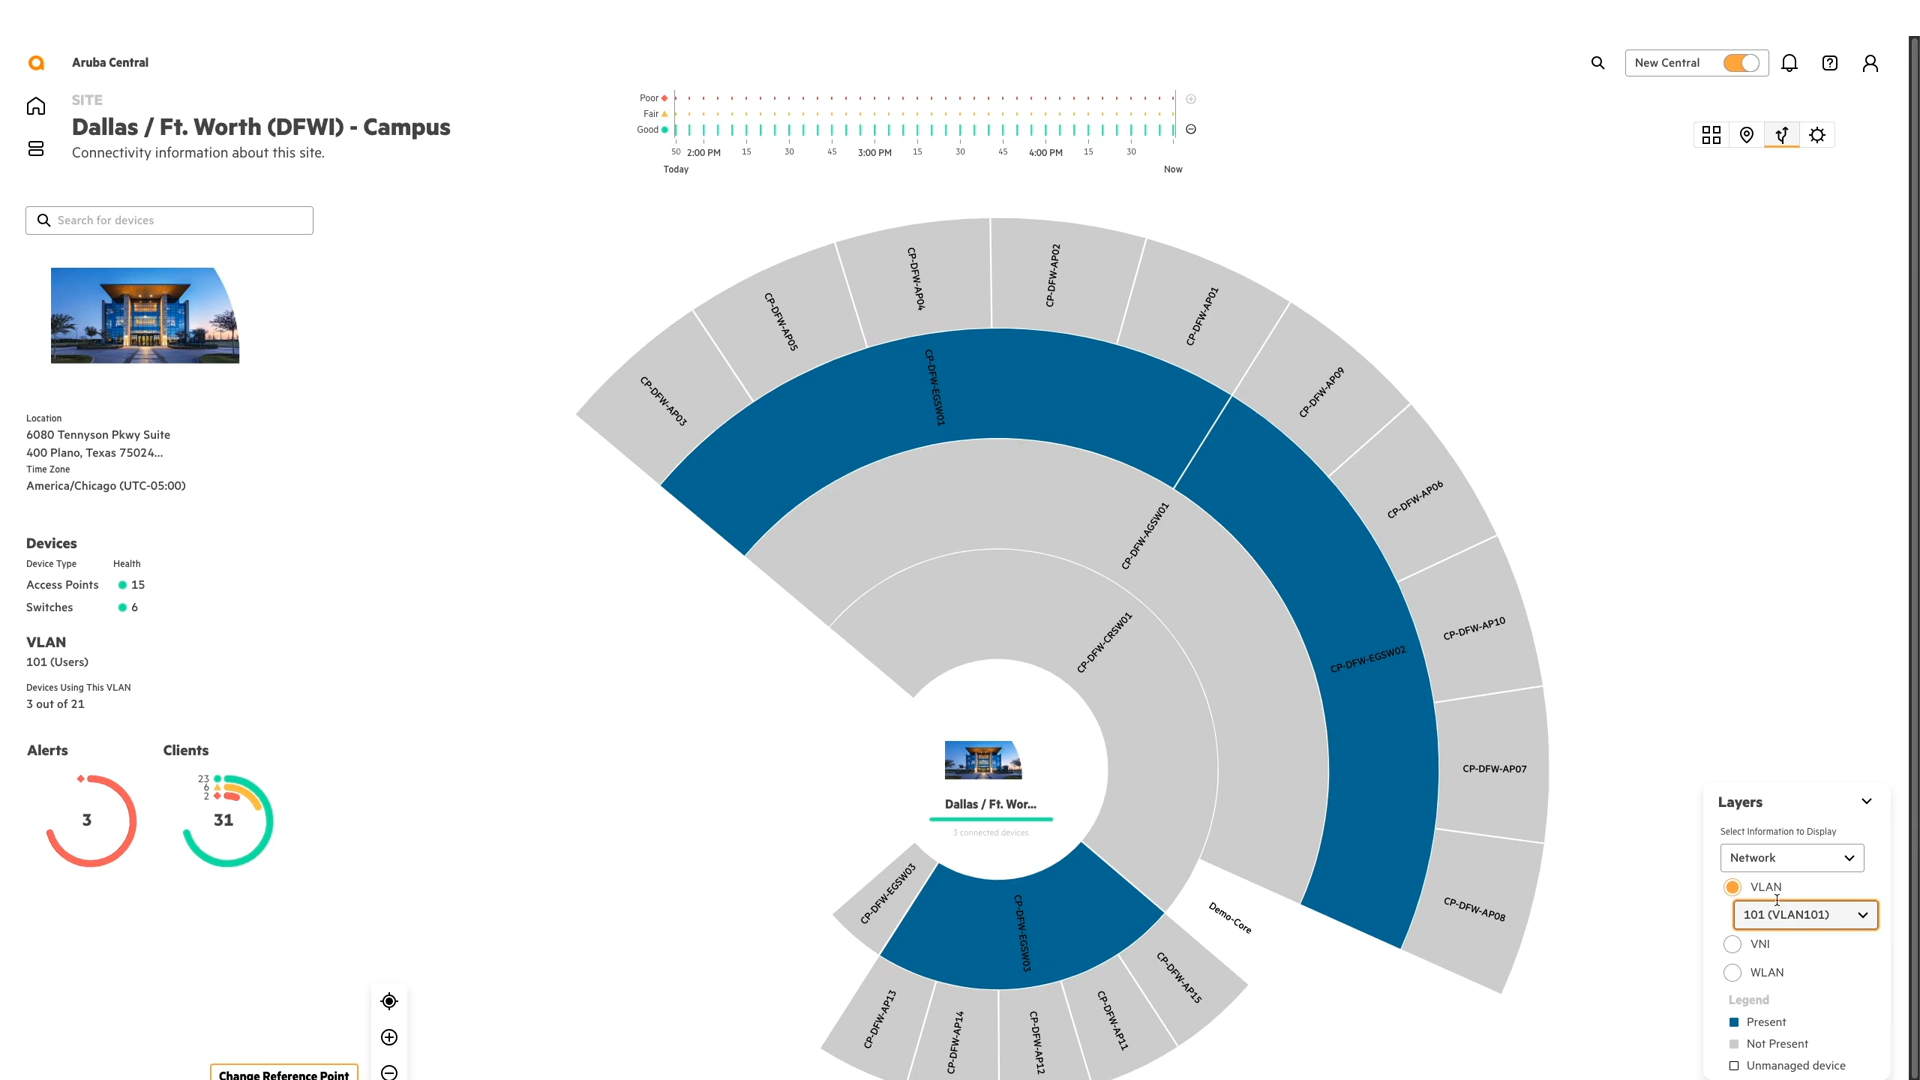 Aruba Central
New Central
SITE
Dallas / Ft. Worth (DFWI) - Campus
Connectivity information about this site.
Poor
Fair
Good
50 2:00 PM 15 30 45 3:00 PM 15 30 45 4:00 PM 15 30
Today Now
Search for devices
Location
6080 Tennyson Pkwy Suite
400 Plano, Texas 75024...
Time Zone
America/Chicago (UTC-05:00)
Devices
Device Type Health
Access Points 15
Switches 6
VLAN
101 (Users)
Devices Using This VLAN
3 out of 21
Alerts Clients
3
23
6
2
31
Change Reference Point
CP-DFW-AP03
CP-DFW-AP05
CP-DFW-AP04
CP-DFW-AP02
CP-DFW-AP01
CP-DFW-AP09
CP-DFW-AP06
CP-DFW-AP10
CP-DFW-AP07
CP-DFW-AP08
CP-DFW-EGSW01
CP-DFW-EGSW02
CP-DFW-AGSW01
CP-DFW-CRSW01
Dallas / Ft. Wor...
3 connected devices
CP-DFW-EGSW03
CP-DFW-EGSW03
Demo-Core
CP-DFW-AP13
CP-DFW-AP14
CP-DFW-AP12
CP-DFW-AP11
CP-DFW-AP15
Layers
Select Information to Display
Network
VLAN
101 (VLAN101)
VNI
WLAN
Legend
Present
Not Present
Unmanaged device